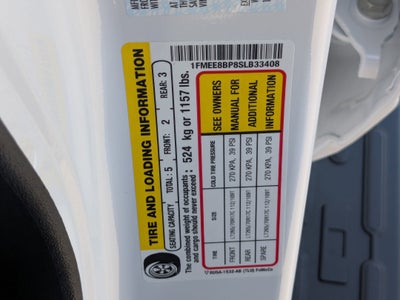 1FMEE8BP8SLB33408
TIRE AND LOADING INFORMATION
SEATING CAPACITY TOTAL: 5 FRONT: 2 REAR: 3
The combined weight of occupants
and cargo should never exceed: 524 kg or 1157 lbs.
TIRE SIZE COLD TIRE PRESSURE
FRONT 270 KPA, 39 PSI
REAR 270 KPA, 39 PSI
SPARE 270 KPA, 39 PSI
SEE OWNERS
MANUAL FOR
ADDITIONAL
INFORMATION